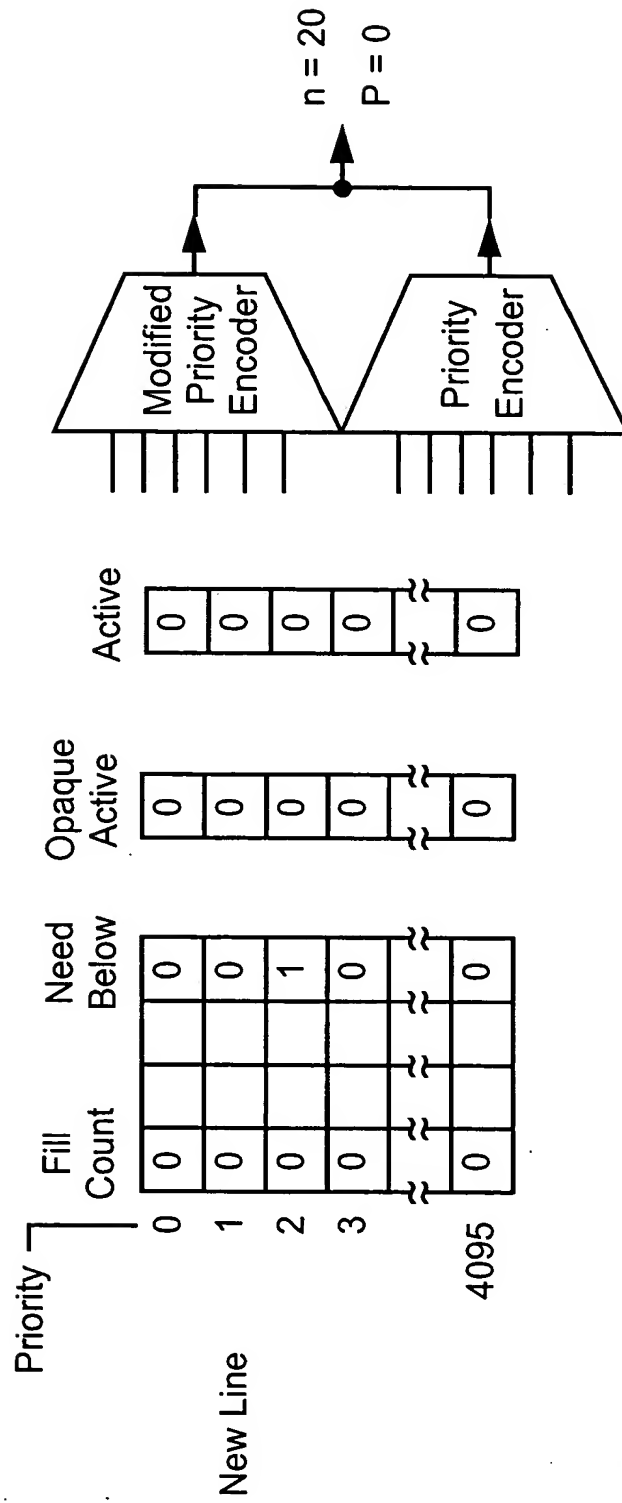 Priority
New Line
Fill
Count
Need
Below
Opaque
Active
Active
0 0 0 0 0
1 0 0 0 0
2 0 1 0 0
3 0 0 0 0
4095 0 0 0 0
Modified
Priority
Encoder
Priority
Encoder
n = 20
P = 0